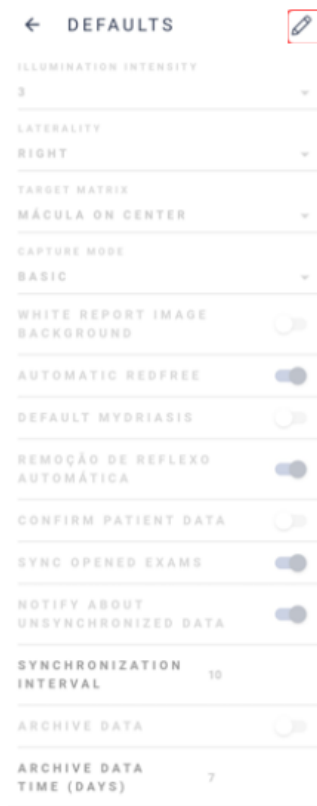 DEFAULTS
ILLUMINATION INTENSITY
3
LATERALITY
RIGHT
TARGET MATRIX
MÁCULA ON CENTER
CAPTURE MODE
BASIC
WHITE REPORT IMAGE
BACKGROUND
AUTOMATIC REDFREE
DEFAULT MYDRIASIS
REMOÇÃO DE REFLEXO
AUTOMÁTICA
CONFIRM PATIENT DATA
SYNC OPENED EXAMS
NOTIFY ABOUT
UNSYNCHRONIZED DATA
SYNCHRONIZATION
INTERVAL
10
ARCHIVE DATA
ARCHIVE DATA
TIME (DAYS)
7